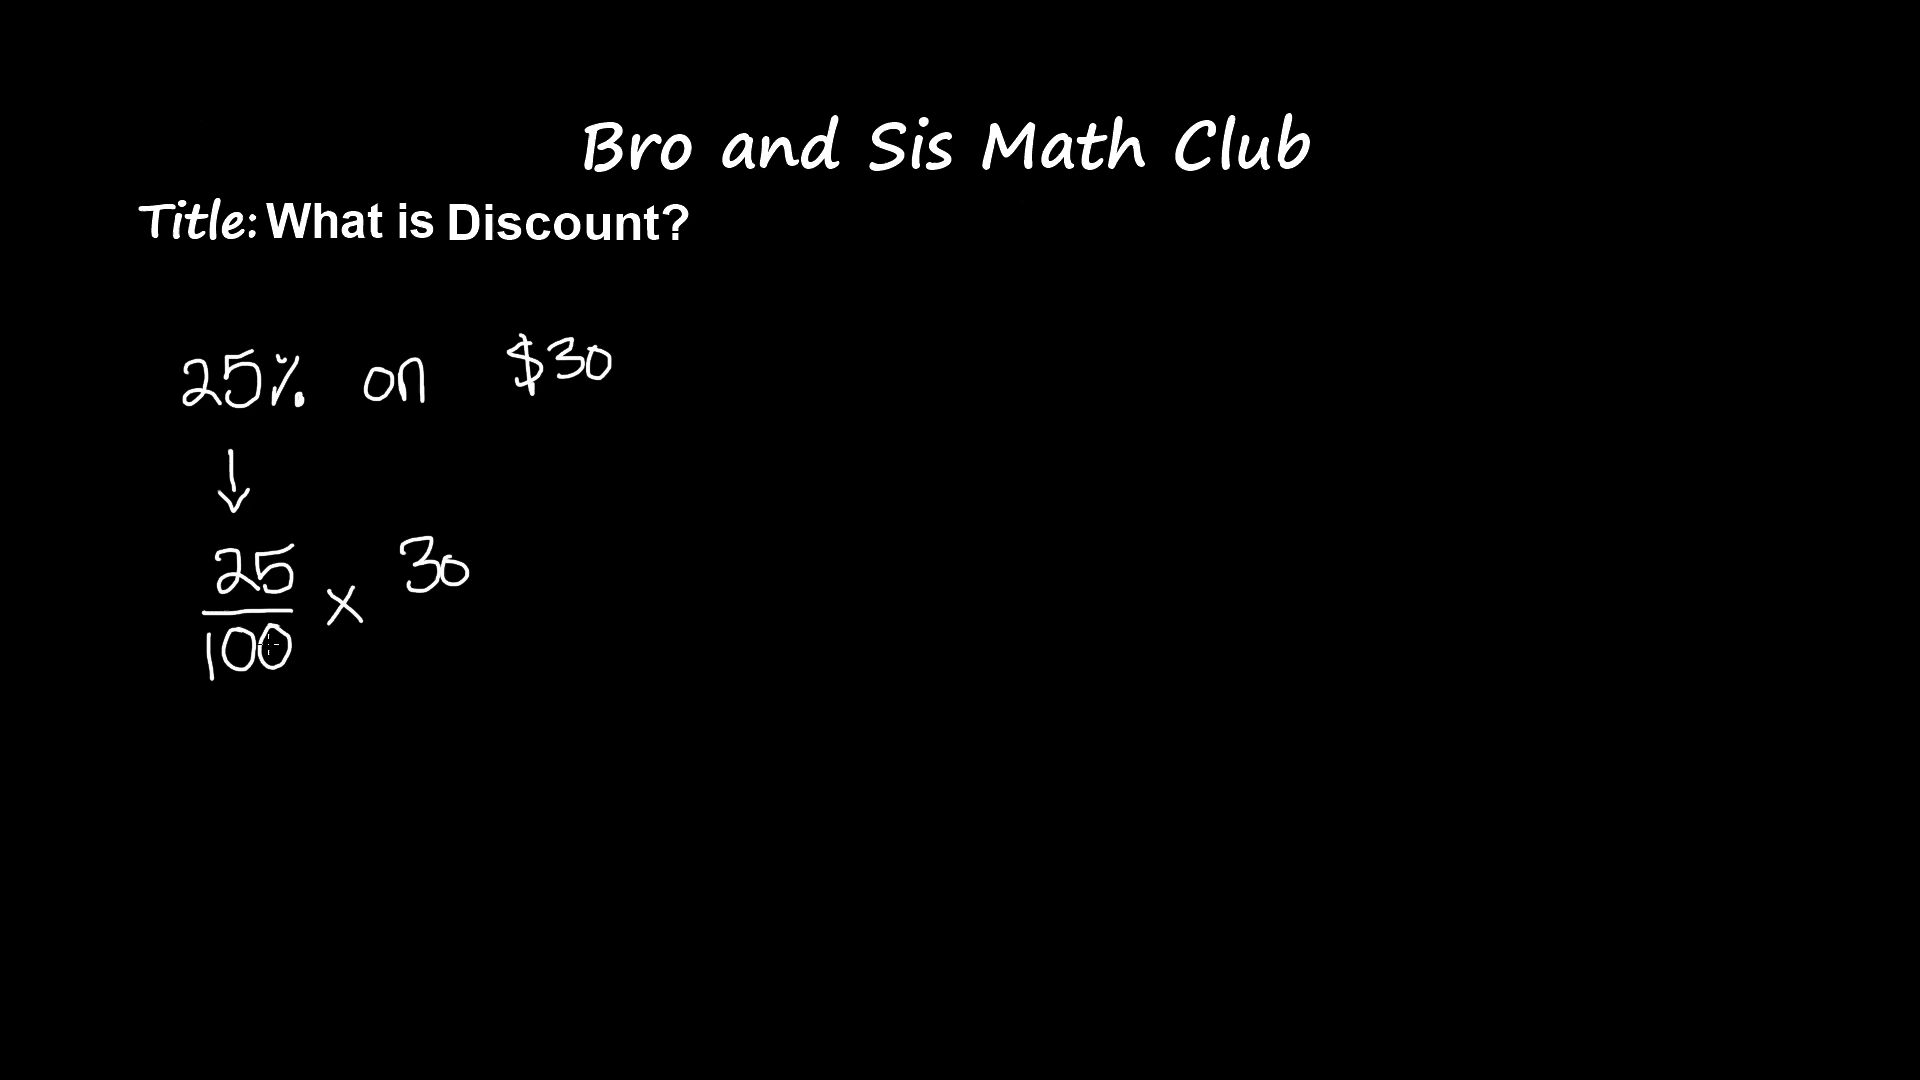 Bro and Sis Math Club
Title: What is Discount?
25% on $30
↓
25
100
× 30